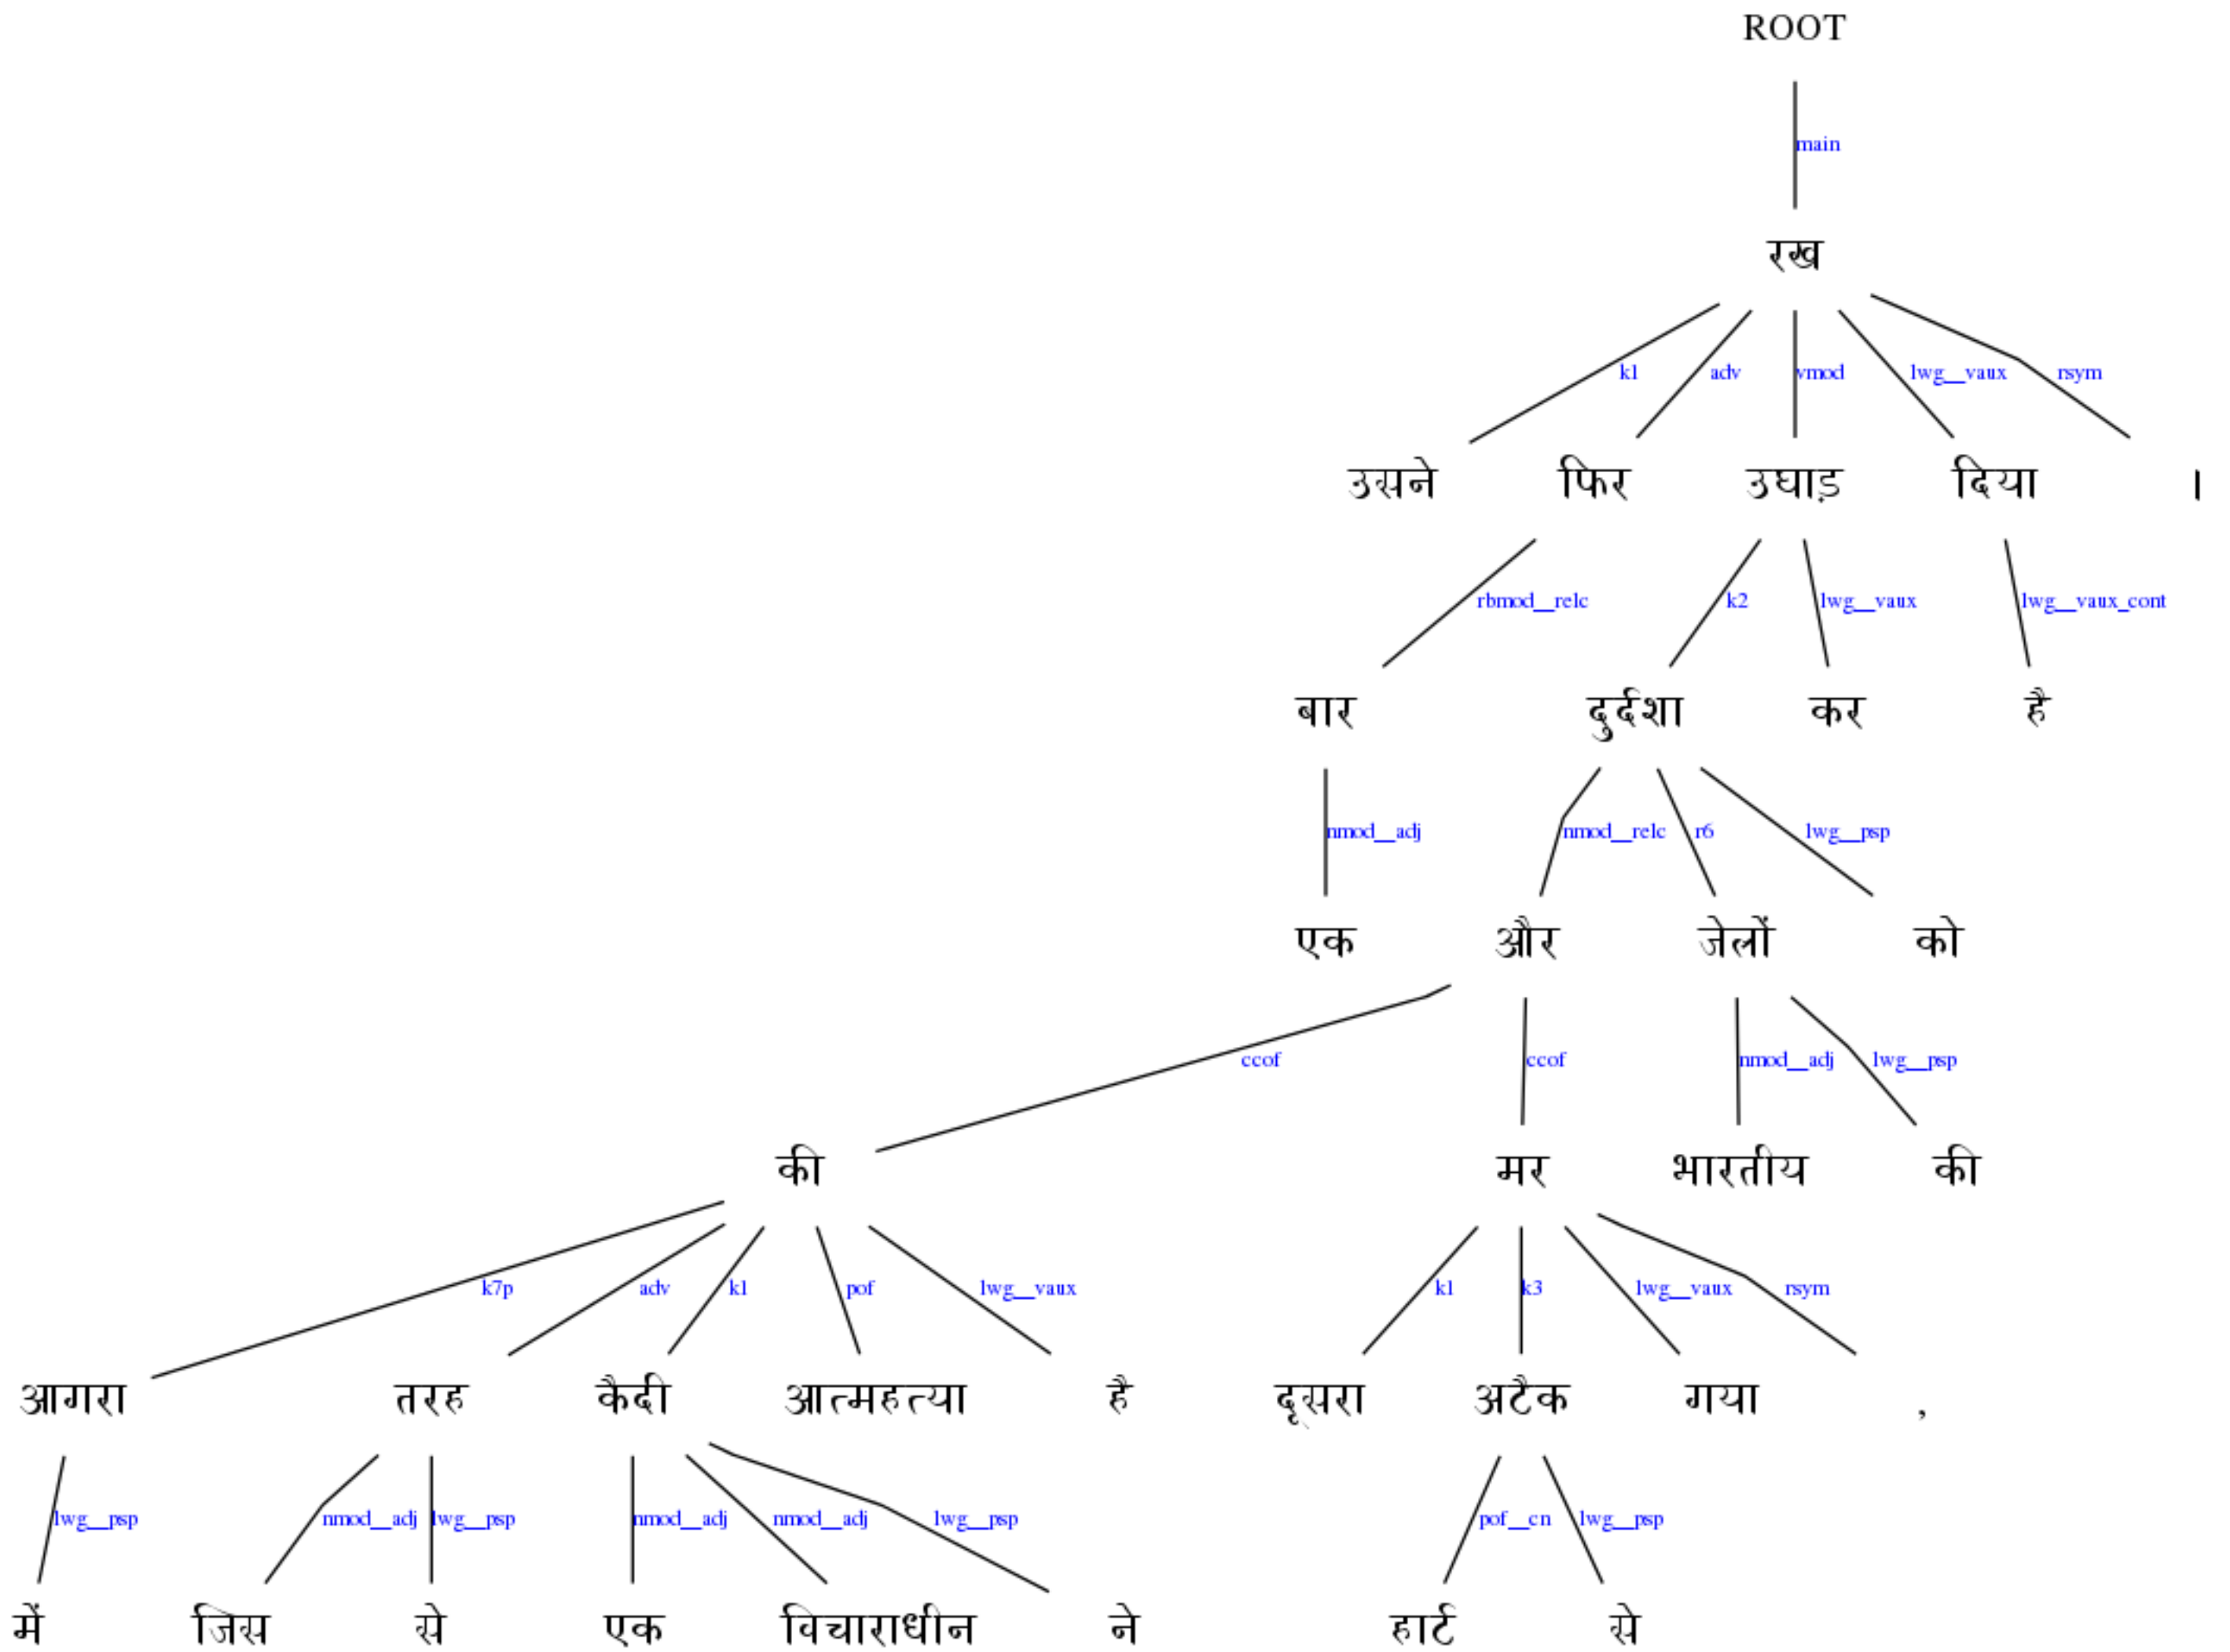 ROOT
main
रख
k1 adv vmod lwg__vaux rsym
उसने फिर उघाड़ दिया ।
rbmod__relc k2 lwg__vaux lwg__vaux_cont
बार दुर्दशा कर है
nmod__adj nmod__relc r6 lwg__psp
एक और जेलों को
ccof ccof nmod__adj lwg__psp
की मर भारतीय की
k7p adv k1 pof lwg__vaux k1 k3 lwg__vaux rsym
आगरा तरह कैदी आत्महत्या है दूसरा अटैक गया ,
lwg__psp nmod__adj lwg__psp nmod__adj nmod__adj lwg__psp pof__cn lwg__psp
में जिस से एक विचाराधीन ने हार्ट से